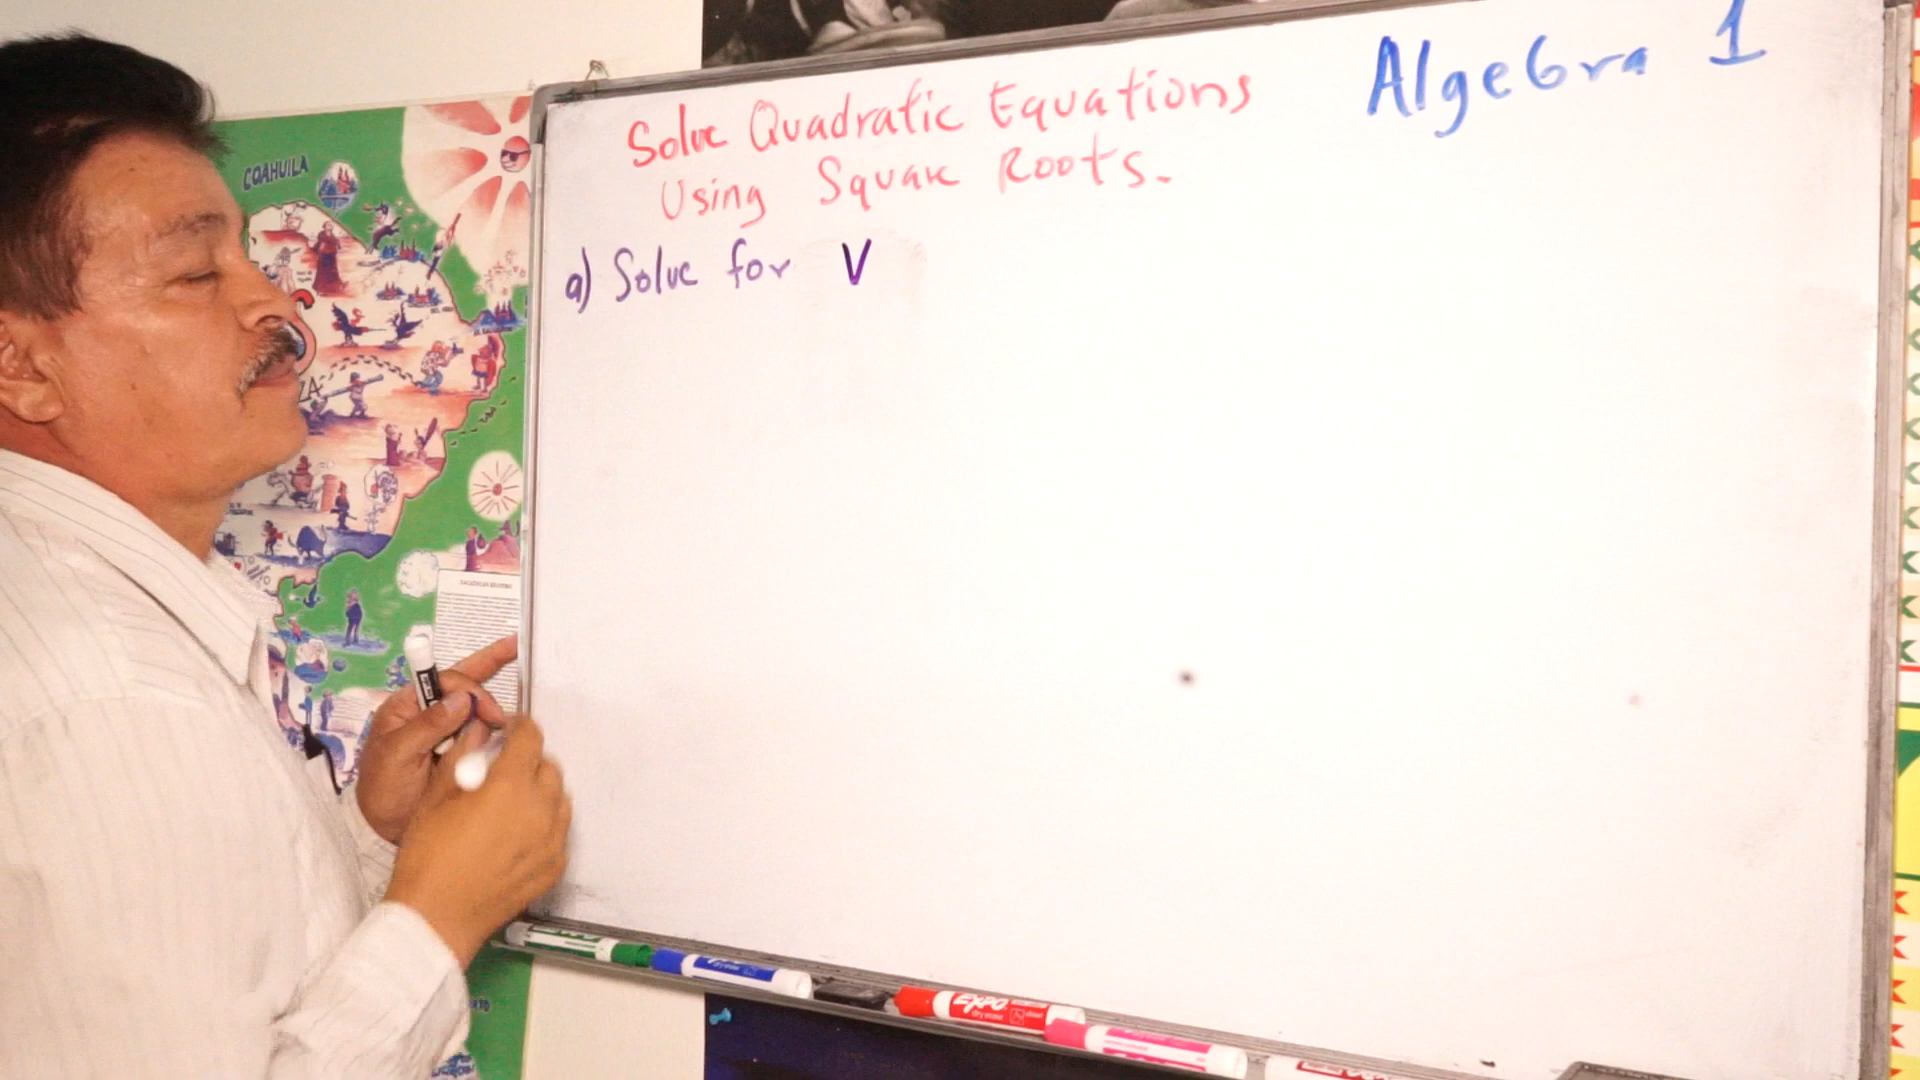 Solve Quadratic Equations
Using Square Roots.
Algebra 1
a) Solve for V
COAHUILA
EXPO